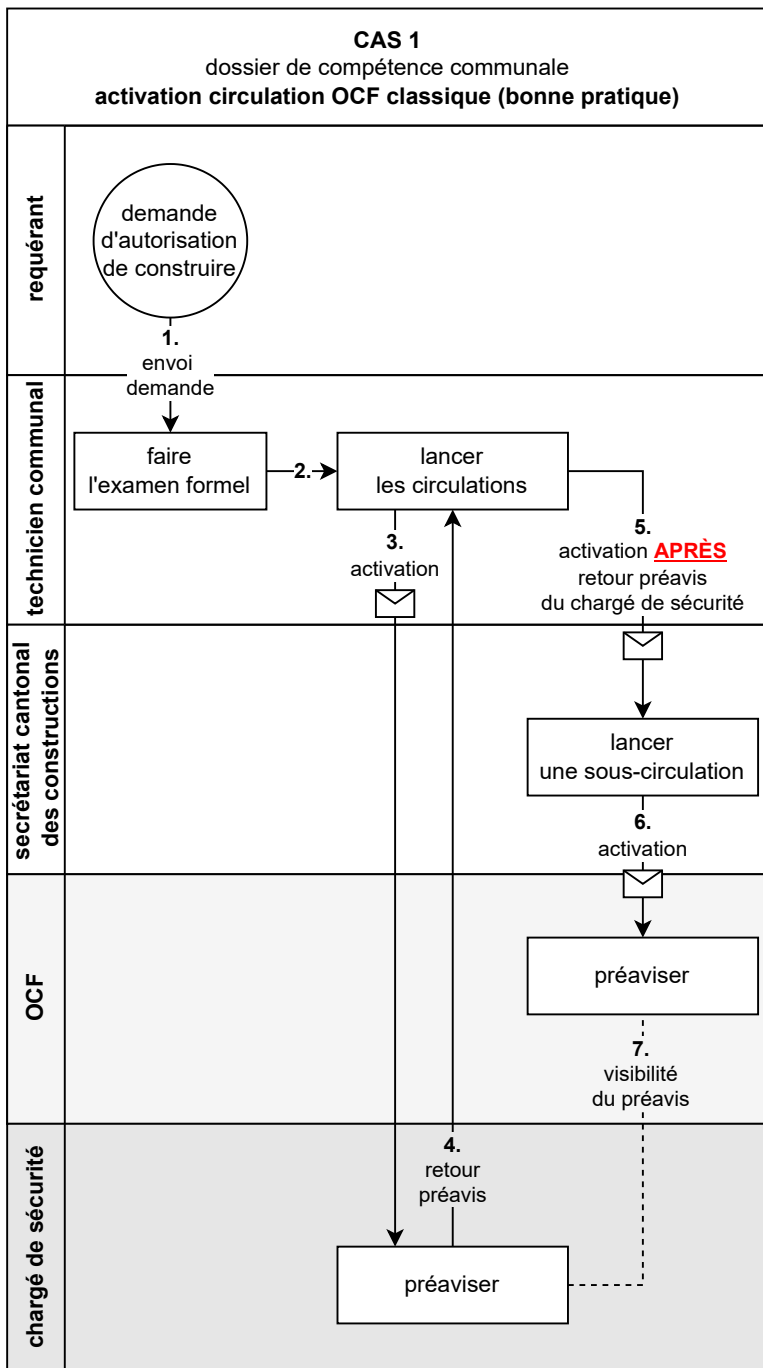 CAS 1
dossier de compétence communale
activation circulation OCF classique (bonne pratique)
requérant
demande
d'autorisation
de construire
1.
envoi
demande
technicien communal
faire
l'examen formel
2.
lancer
les circulations
3.
activation
5.
activation APRÈS
retour préavis
du chargé de sécurité
secrétariat cantonal
des constructions
lancer
une sous-circulation
6.
activation
OCF
préaviser
7.
visibilité
du préavis
chargé de sécurité
4.
retour
préavis
préaviser